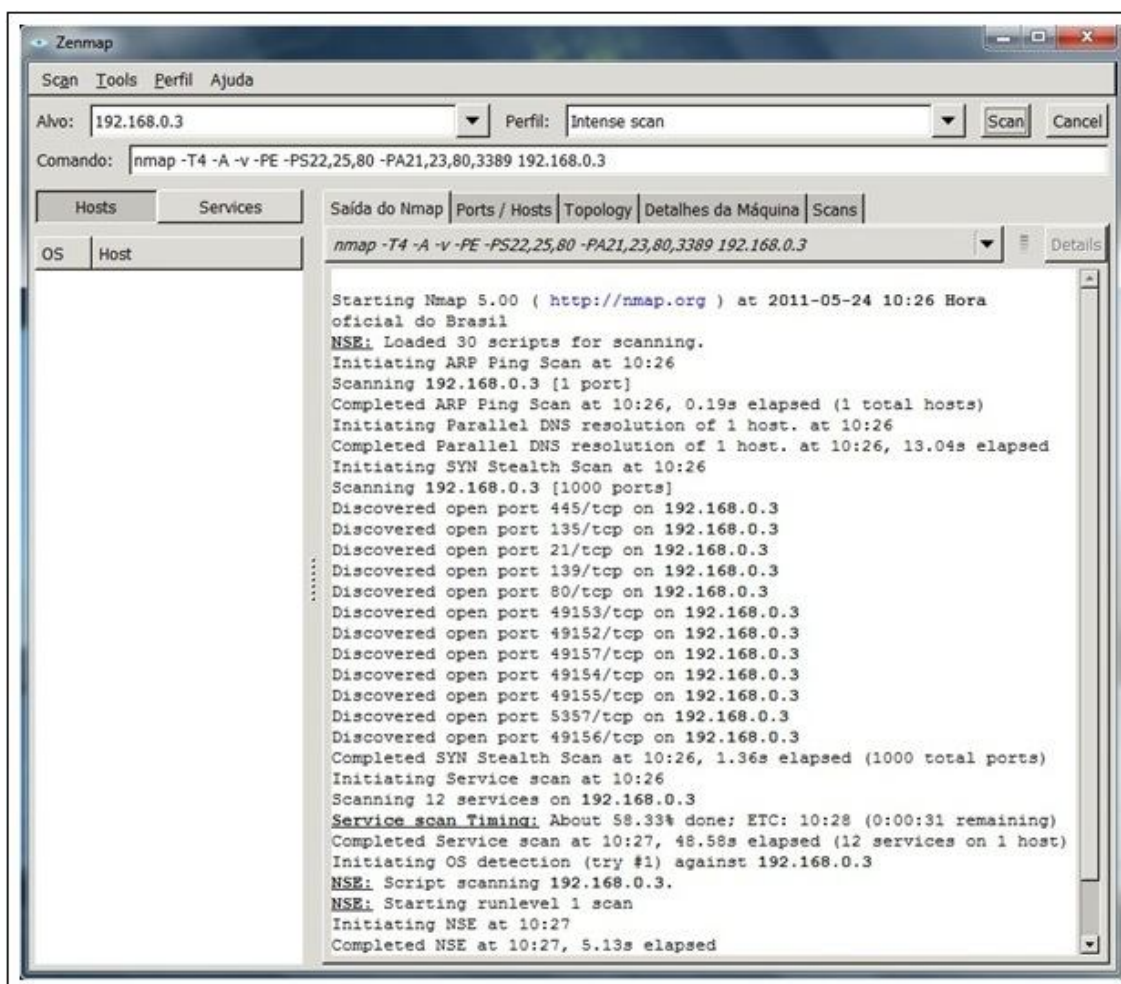 Zenmap
Scan Tools Perfil Ajuda
Alvo: 192.168.0.3 Perfil: Intense scan Scan Cancel
Comando: nmap -T4 -A -v -PE -PS22,25,80 -PA21,23,80,3389 192.168.0.3
Hosts Services
OS Host
Saída do Nmap Ports / Hosts Topology Detalhes da Máquina Scans
nmap -T4 -A -v -PE -PS22,25,80 -PA21,23,80,3389 192.168.0.3 Details
Starting Nmap 5.00 ( http://nmap.org ) at 2011-05-24 10:26 Hora
oficial do Brasil
NSE: Loaded 30 scripts for scanning.
Initiating ARP Ping Scan at 10:26
Scanning 192.168.0.3 [1 port]
Completed ARP Ping Scan at 10:26, 0.19s elapsed (1 total hosts)
Initiating Parallel DNS resolution of 1 host. at 10:26
Completed Parallel DNS resolution of 1 host. at 10:26, 13.04s elapsed
Initiating SYN Stealth Scan at 10:26
Scanning 192.168.0.3 [1000 ports]
Discovered open port 445/tcp on 192.168.0.3
Discovered open port 135/tcp on 192.168.0.3
Discovered open port 21/tcp on 192.168.0.3
Discovered open port 139/tcp on 192.168.0.3
Discovered open port 80/tcp on 192.168.0.3
Discovered open port 49153/tcp on 192.168.0.3
Discovered open port 49152/tcp on 192.168.0.3
Discovered open port 49157/tcp on 192.168.0.3
Discovered open port 49154/tcp on 192.168.0.3
Discovered open port 49155/tcp on 192.168.0.3
Discovered open port 5357/tcp on 192.168.0.3
Discovered open port 49156/tcp on 192.168.0.3
Completed SYN Stealth Scan at 10:26, 1.36s elapsed (1000 total ports)
Initiating Service scan at 10:26
Scanning 12 services on 192.168.0.3
Service scan Timing: About 58.33% done; ETC: 10:28 (0:00:31 remaining)
Completed Service scan at 10:27, 48.58s elapsed (12 services on 1 host)
Initiating OS detection (try #1) against 192.168.0.3
NSE: Script scanning 192.168.0.3.
NSE: Starting runlevel 1 scan
Initiating NSE at 10:27
Completed NSE at 10:27, 5.13s elapsed